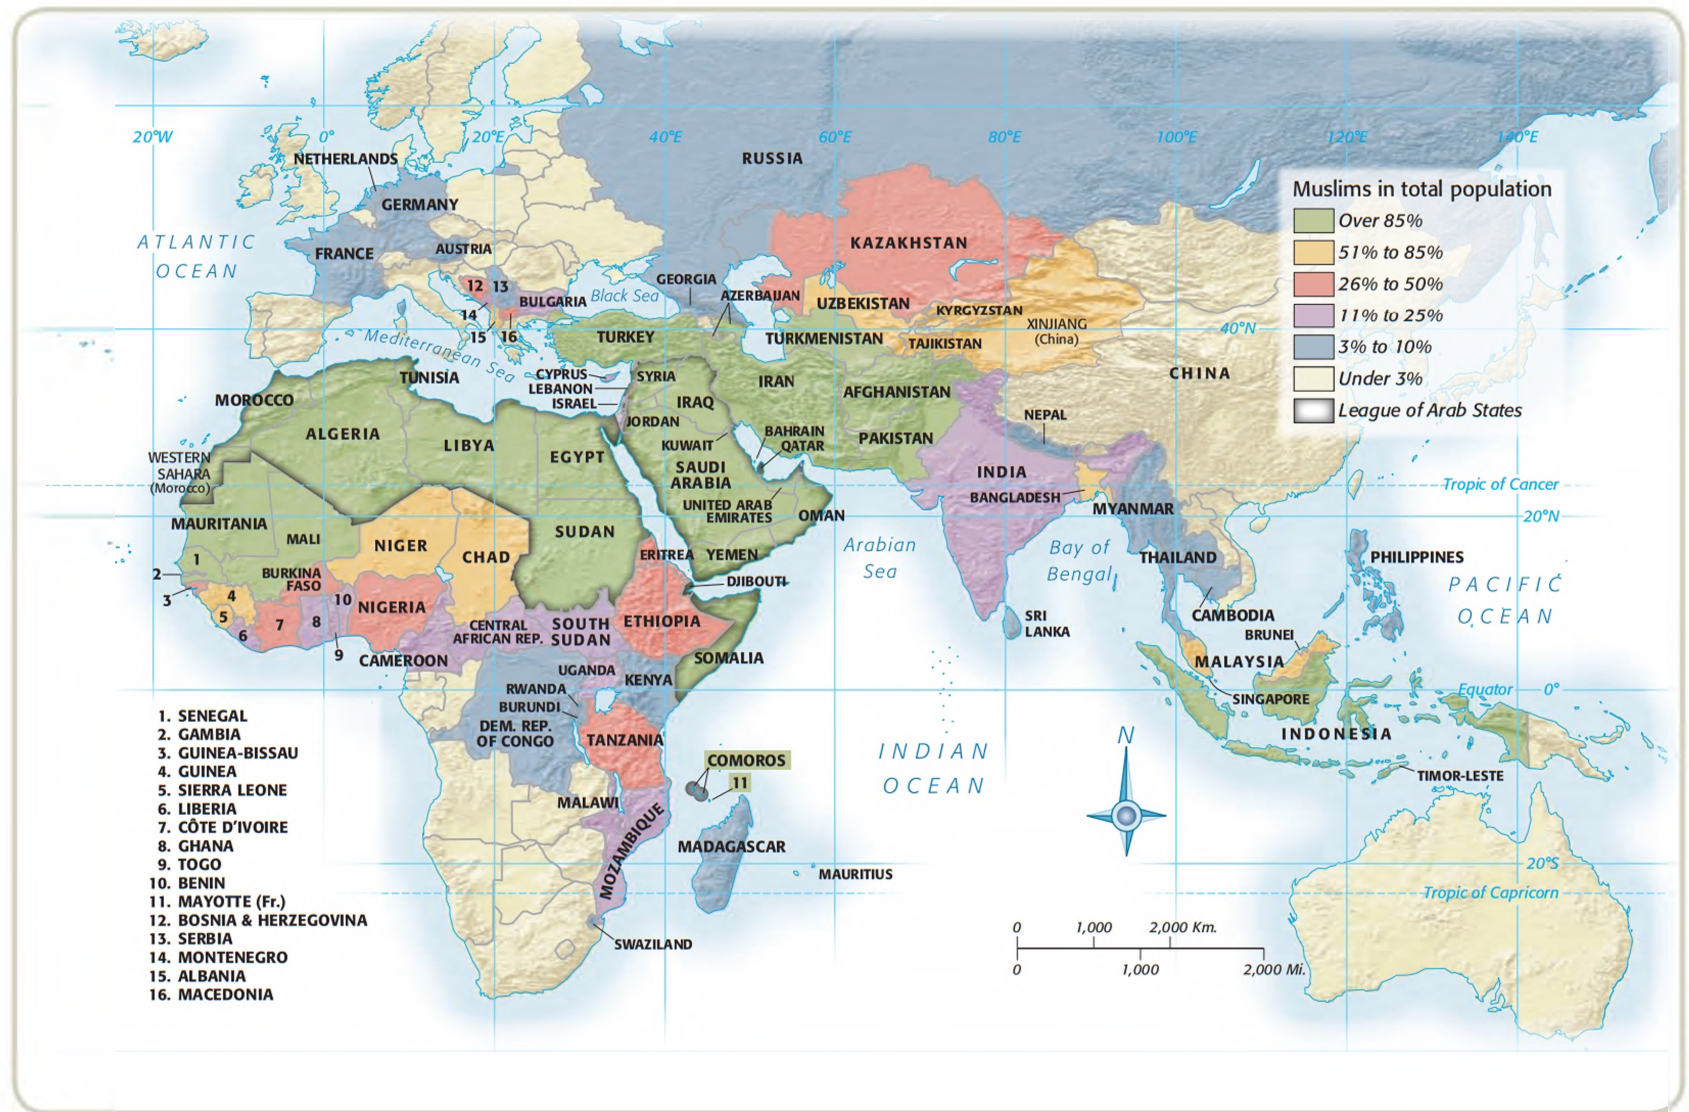 20°W
0°
20°E
40°E
60°E
80°E
100°E
120°E
140°E
NETHERLANDS
RUSSIA
GERMANY
Muslims in total population
Over 85%
51% to 85%
26% to 50%
11% to 25%
3% to 10%
Under 3%
League of Arab States
ATLANTIC
OCEAN
FRANCE
AUSTRIA
KAZAKHSTAN
12
13
14
15
16
BULGARIA
Black Sea
GEORGIA
AZERBAIJAN
UZBEKISTAN
KYRGYZSTAN
XINJIANG
(China)
40°N
Mediterranean Sea
TURKEY
TURKMENISTAN
TAJIKISTAN
CHINA
TUNISIA
CYPRUS
LEBANON
ISRAEL
SYRIA
IRAN
AFGHANISTAN
MOROCCO
IRAQ
JORDAN
NEPAL
ALGERIA
LIBYA
EGYPT
KUWAIT
BAHRAIN
QATAR
PAKISTAN
WESTERN
SAHARA
(Morocco)
SAUDI
ARABIA
INDIA
BANGLADESH
Tropic of Cancer
UNITED ARAB
EMIRATES
OMAN
MYANMAR
20°N
MAURITANIA
MALI
NIGER
CHAD
SUDAN
ERITREA
YEMEN
Arabian
Sea
Bay of
Bengal
THAILAND
PHILIPPINES
1
2
3
BURKINA
FASO
DJIBOUTI
PACIFIC
OCEAN
4
5
6
7
8
9
10
NIGERIA
CENTRAL
AFRICAN REP.
SOUTH
SUDAN
ETHIOPIA
SRI
LANKA
CAMBODIA
BRUNEI
CAMEROON
SOMALIA
MALAYSIA
UGANDA
KENYA
RWANDA
BURUNDI
SINGAPORE
Equator
0°
DEM. REP.
OF CONGO
TANZANIA
INDONESIA
INDIAN
OCEAN
N
COMOROS
11
TIMOR-LESTE
MALAWI
MOZAMBIQUE
MADAGASCAR
MAURITIUS
20°S
Tropic of Capricorn
SWAZILAND
0
1,000
2,000 Km.
0
1,000
2,000 Mi.
1. SENEGAL
2. GAMBIA
3. GUINEA-BISSAU
4. GUINEA
5. SIERRA LEONE
6. LIBERIA
7. CÔTE D'IVOIRE
8. GHANA
9. TOGO
10. BENIN
11. MAYOTTE (Fr.)
12. BOSNIA & HERZEGOVINA
13. SERBIA
14. MONTENEGRO
15. ALBANIA
16. MACEDONIA